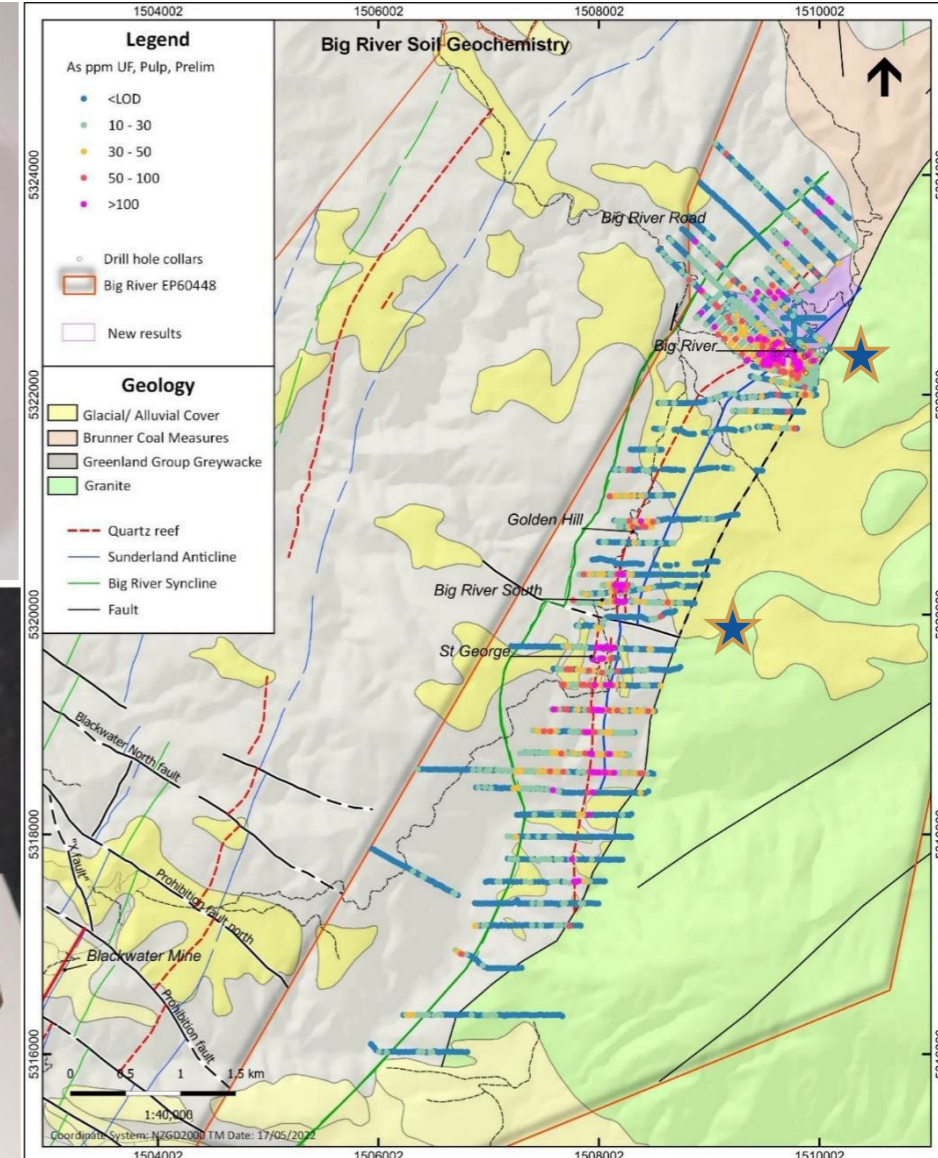 1504002
1506002
1508002
1510002
Legend
Big River Soil Geochemistry
As ppm UF, Pulp, Prelim
<LOD
10 - 30
30 - 50
50 - 100
>100
Drill hole collars
Big River EP60448
New results
Geology
Glacial/ Alluvial Cover
Brunner Coal Measures
Greenland Group Greywacke
Granite
Quartz reef
Sunderland Anticline
Big River Syncline
Fault
5324000
5322000
5320000
5318000
5316000
Big River Road
Big River
Golden Hill
Big River South
St George
Blackwater North fault
"X fault"
Prohibition fault north
Blackwater Mine
Prohibition fault
0 0.5 1 1.5 km
1:40,000
Coordinate System: NZGD2000 TM Date: 17/05/2022
1504002
1506002
1508002
1510002